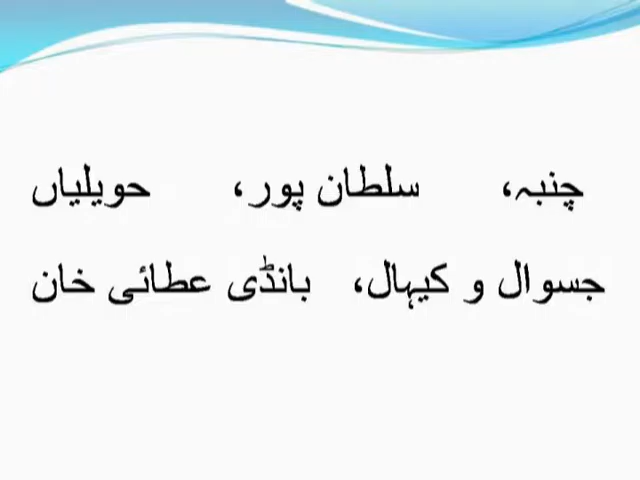 چنبہ، سلطان پور، حویلیاں
جسوال و کیہال، بانڈی عطائی خان